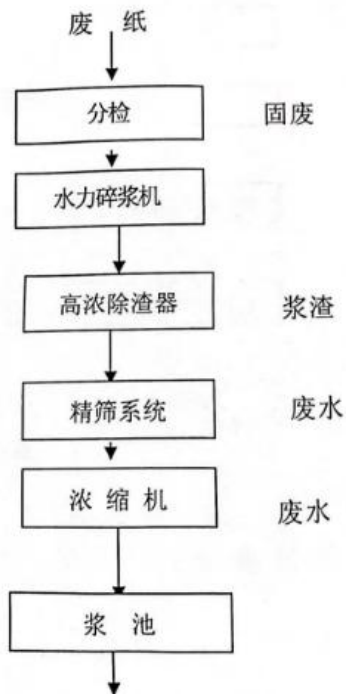 废 纸
分检 固废
水力碎浆机
高浓除渣器 浆渣
精筛系统 废水
浓 缩 机 废水
浆 池